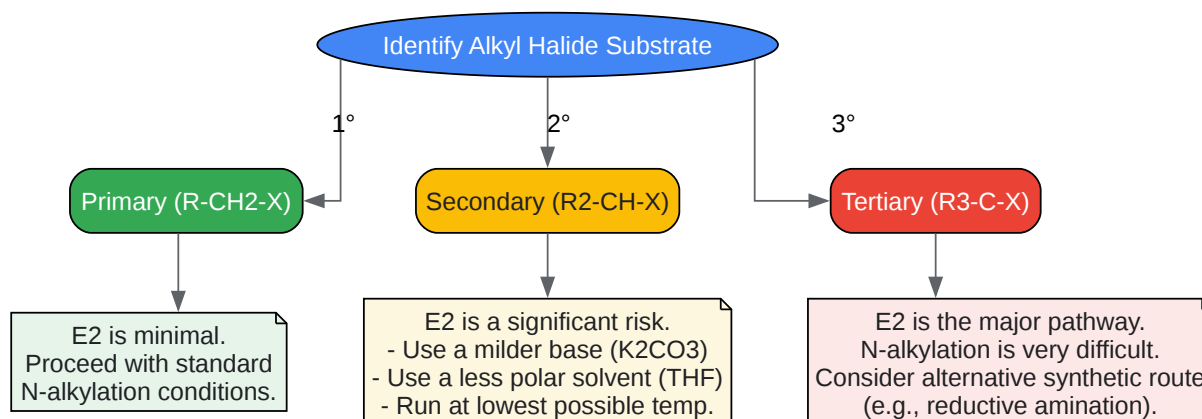 Identify Alkyl Halide Substrate
1°
2°
3°
Primary (R-CH2-X)
Secondary (R2-CH-X)
Tertiary (R3-C-X)
E2 is minimal.
Proceed with standard
N-alkylation conditions.
E2 is a significant risk.
- Use a milder base (K2CO3)
- Use a less polar solvent (THF)
- Run at lowest possible temp.
E2 is the major pathway.
N-alkylation is very difficult.
Consider alternative synthetic route
(e.g., reductive amination).